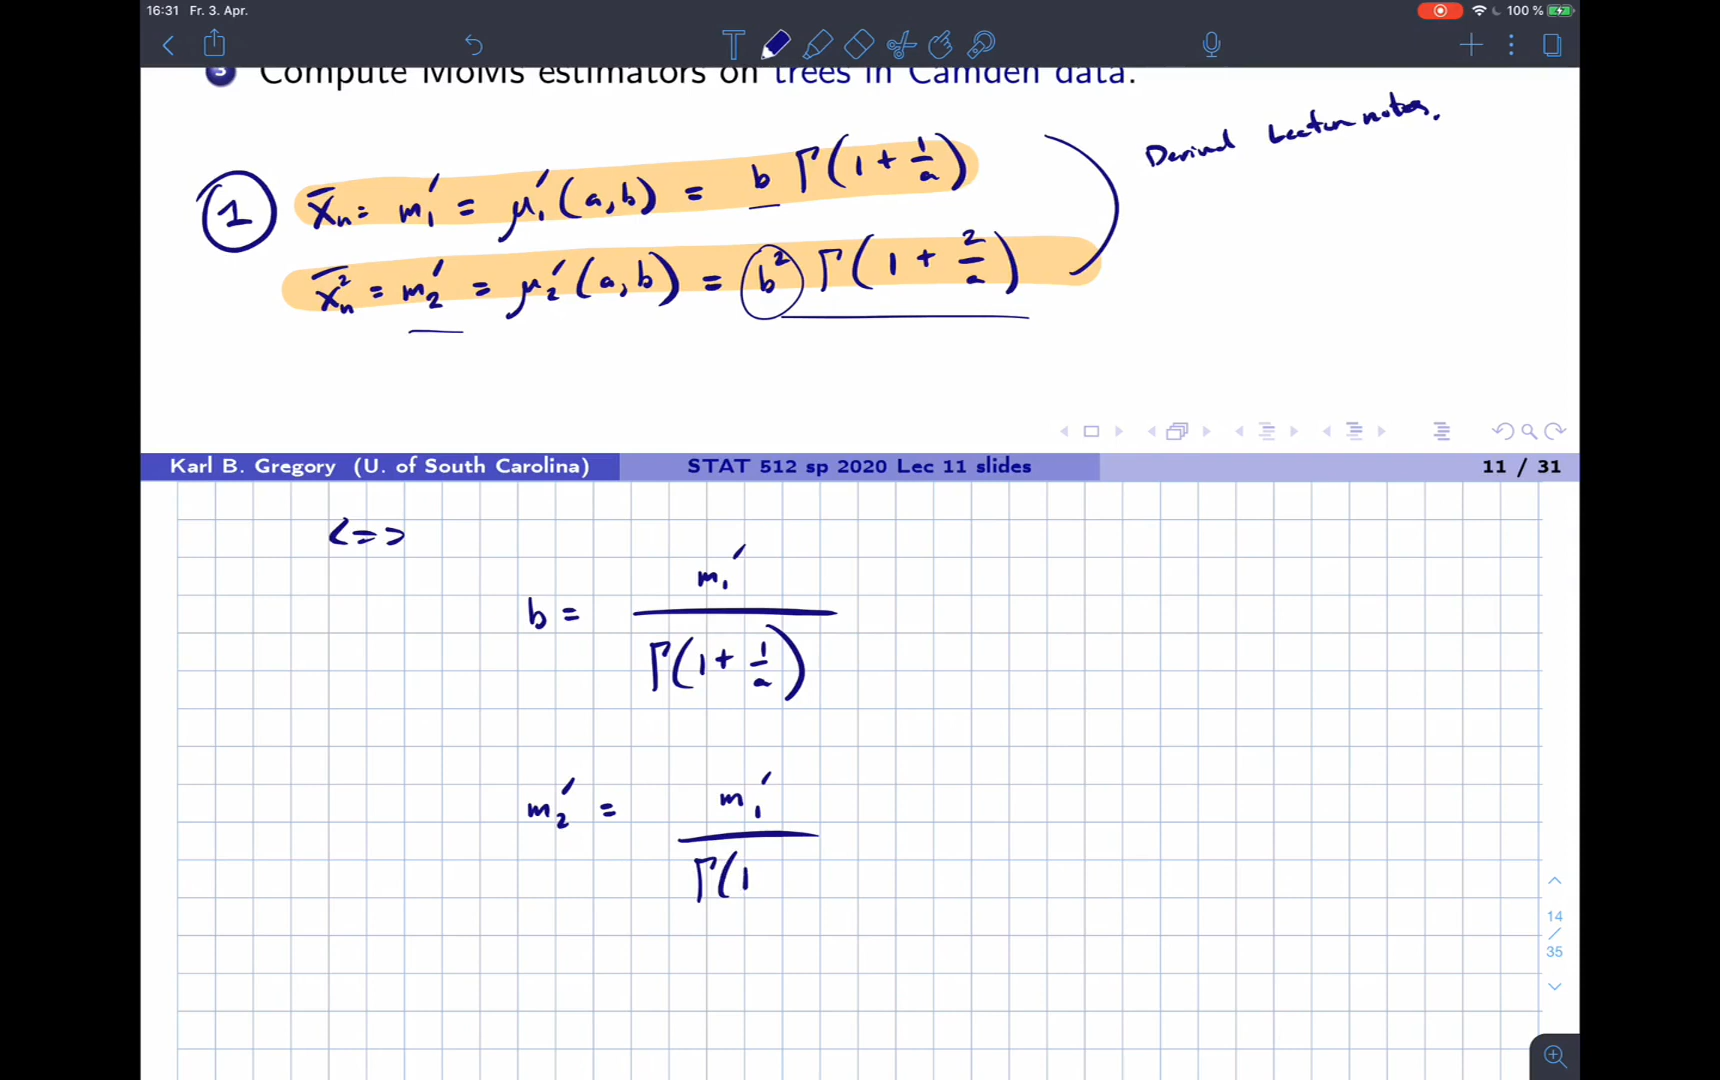 16:31 Fr. 3. Apr.
100 %
3 Compute MoMs estimators on trees in Camden data.
Derived Lecture notes.
1 X̄ₙ = m₁′ = μ₁′(a,b) = b Γ(1 + 1/a)
X̄ₙ² = m₂′ = μ₂′(a,b) = b² Γ(1 + 2/a)
Karl B. Gregory (U. of South Carolina) STAT 512 sp 2020 Lec 11 slides 11 / 31
<=>
b = m₁′ / Γ(1 + 1/a)
m₂′ = m₁′ / Γ(1
14 / 35